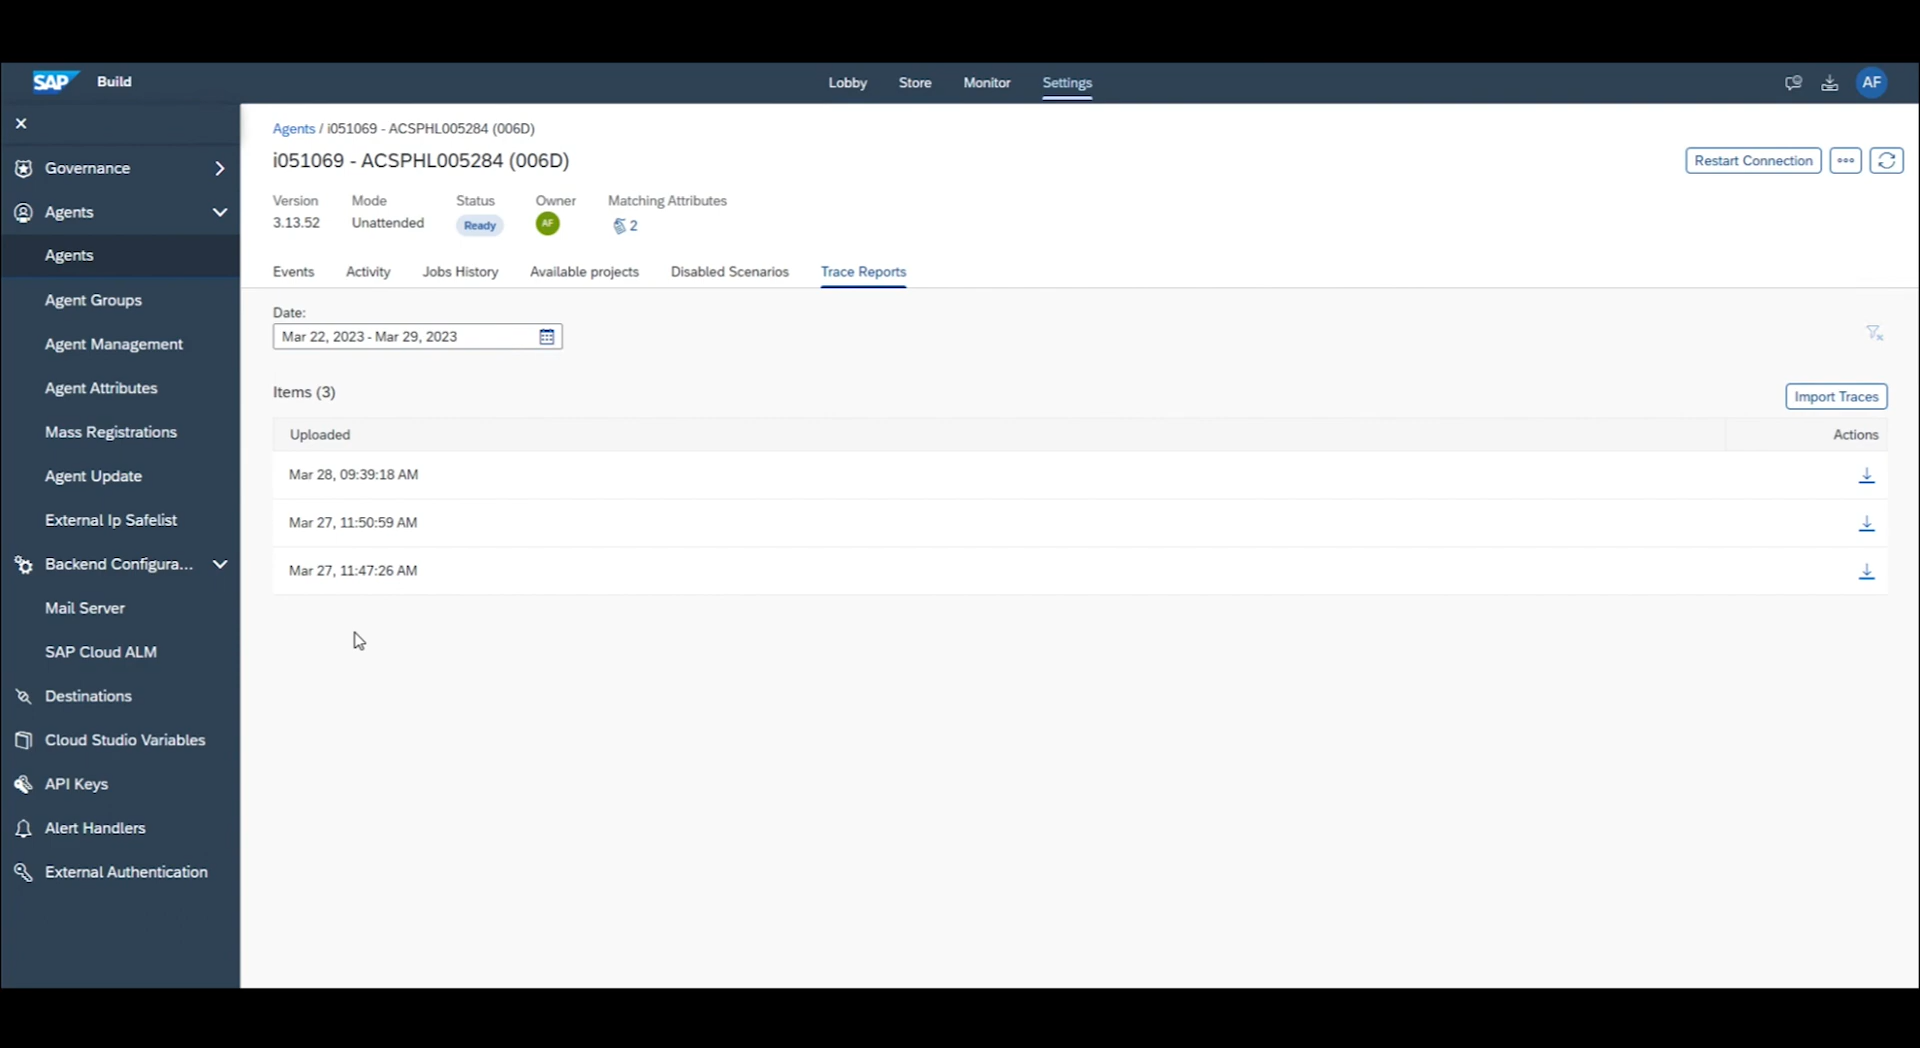 SAP Build
Lobby Store Monitor Settings
AF
Governance
Agents
Agents
Agent Groups
Agent Management
Agent Attributes
Mass Registrations
Agent Update
External Ip Safelist
Backend Configura...
Mail Server
SAP Cloud ALM
Destinations
Cloud Studio Variables
API Keys
Alert Handlers
External Authentication
Agents / i051069 - ACSPHL005284 (006D)
i051069 - ACSPHL005284 (006D)
Restart Connection
Version Mode Status Owner Matching Attributes
3.13.52 Unattended Ready AF 2
Events Activity Jobs History Available projects Disabled Scenarios Trace Reports
Date:
Mar 22, 2023 - Mar 29, 2023
Items (3)
Import Traces
Uploaded Actions
Mar 28, 09:39:18 AM
Mar 27, 11:50:59 AM
Mar 27, 11:47:26 AM